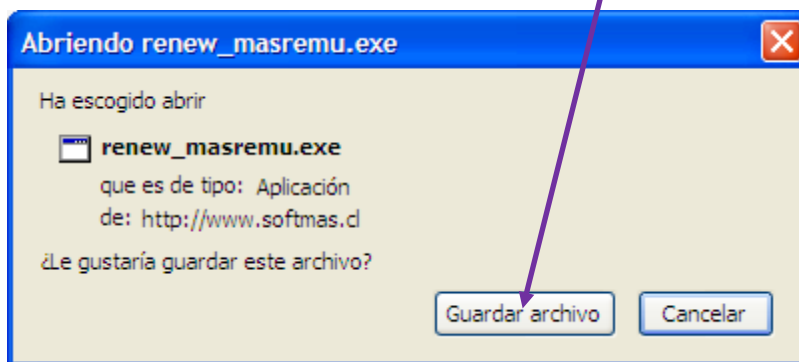 Abriendo renew_masremu.exe
Ha escogido abrir
renew_masremu.exe
que es de tipo: Aplicación
de: http://www.softmas.cl
¿Le gustaría guardar este archivo?
Guardar archivo Cancelar